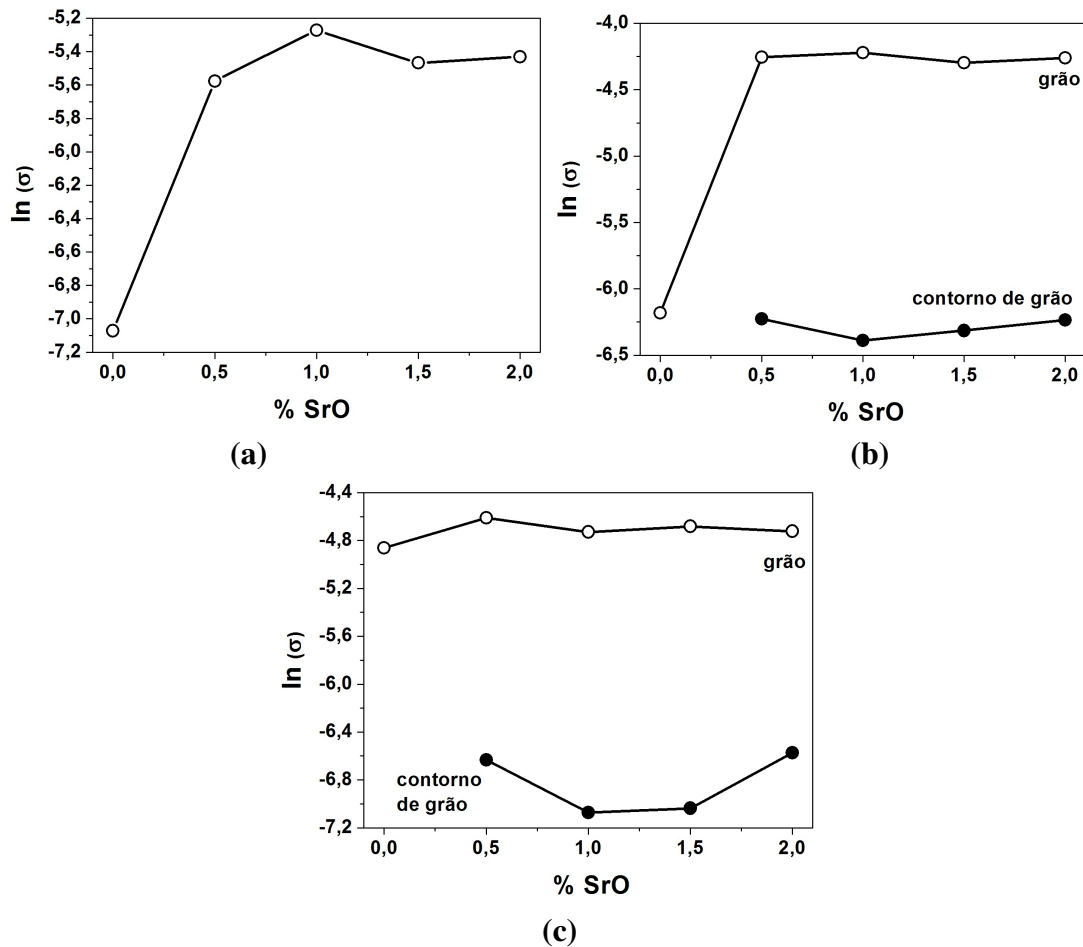 -5,2
-5,4
-5,6
-5,8
-6,0
-6,2
-6,4
-6,6
-6,8
-7,0
-7,2
ln (σ)
0,0 0,5 1,0 1,5 2,0
% SrO
(a)
-4,0
-4,5
-5,0
-5,5
-6,0
-6,5
ln (σ)
grão
contorno de grão
0,0 0,5 1,0 1,5 2,0
% SrO
(b)
-4,4
-4,8
-5,2
-5,6
-6,0
-6,4
-6,8
-7,2
ln (σ)
grão
contorno
de grão
0,0 0,5 1,0 1,5 2,0
% SrO
(c)